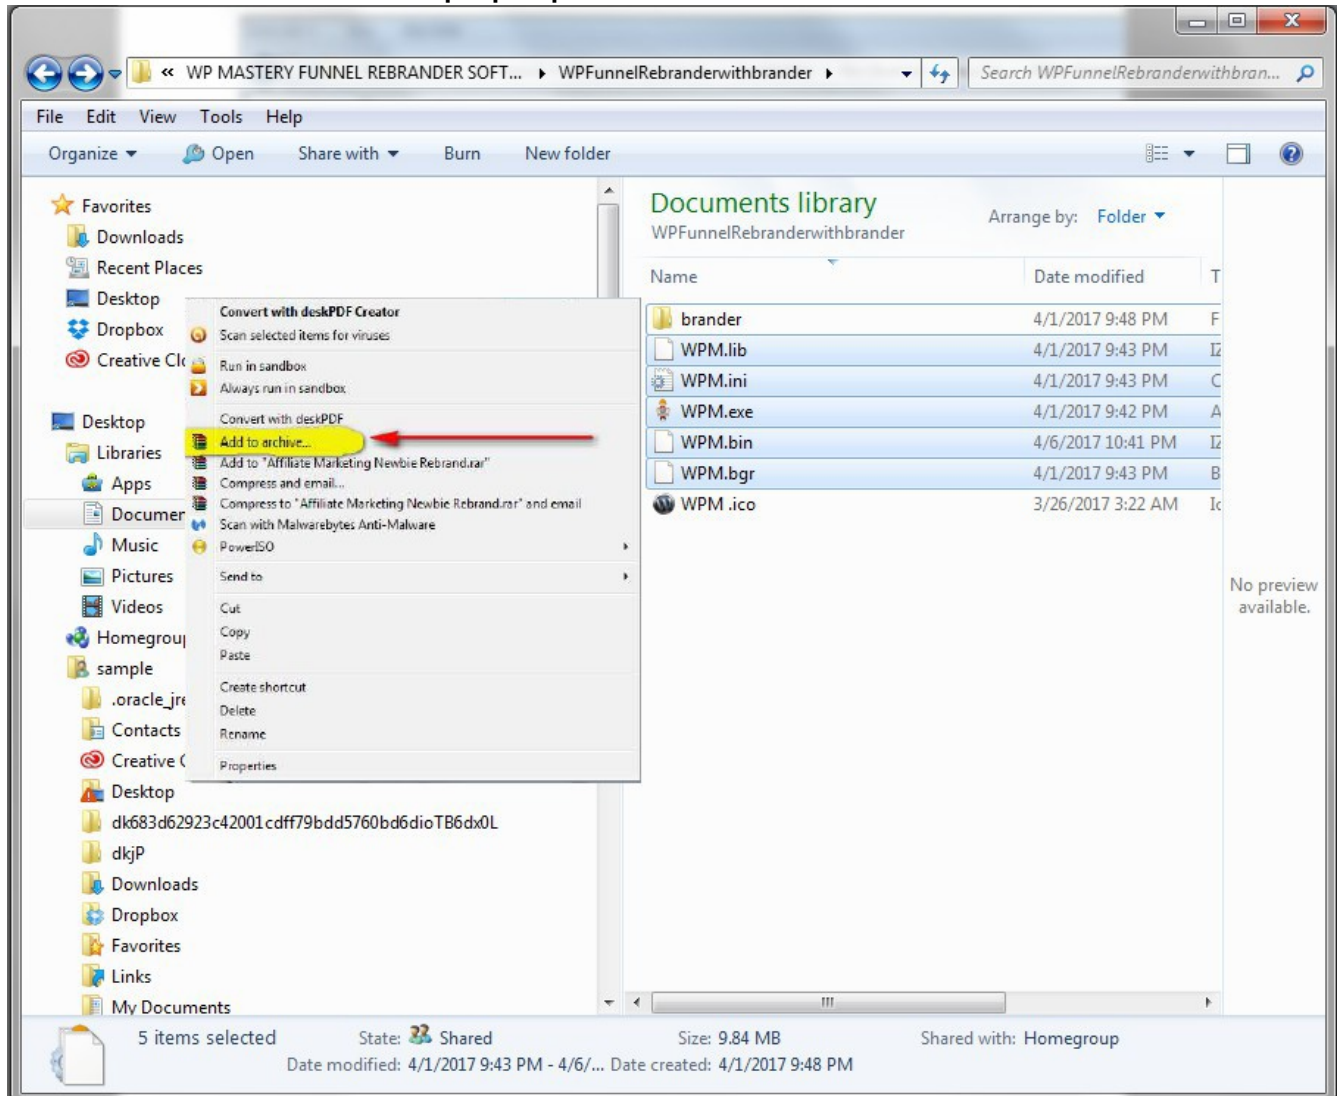 « WP MASTERY FUNNEL REBRANDER SOFT... ▸ WPFunnelRebranderwithbrander ▸
Search WPFunnelRebranderwithbran...
File Edit View Tools Help
Organize Open Share with Burn New folder
Favorites
Downloads
Recent Places
Desktop
Dropbox
Creative Clo
Desktop
Libraries
Apps
Documen
Music
Pictures
Videos
Homegroup
sample
.oracle_jre
Contacts
Creative C
Desktop
dk683d62923c42001cdff79bdd5760bd6dioTB6dx0L
dkjP
Downloads
Dropbox
Favorites
Links
My Documents
Convert with deskPDF Creator
Scan selected items for viruses
Run in sandbox
Always run in sandbox
Convert with deskPDF
Add to archive...
Add to "Affiliate Marketing Newbie Rebrand.rar"
Compress and email...
Compress to "Affiliate Marketing Newbie Rebrand.rar" and email
Scan with Malwarebytes Anti-Malware
PowerISO
Send to
Cut
Copy
Paste
Create shortcut
Delete
Rename
Properties
Documents library
WPFunnelRebranderwithbrander
Arrange by: Folder
Name Date modified T
brander 4/1/2017 9:48 PM F
WPM.lib 4/1/2017 9:43 PM IZ
WPM.ini 4/1/2017 9:43 PM C
WPM.exe 4/1/2017 9:42 PM A
WPM.bin 4/6/2017 10:41 PM IZ
WPM.bgr 4/1/2017 9:43 PM B
WPM .ico 3/26/2017 3:22 AM Ic
No preview
available.
5 items selected State: Shared Size: 9.84 MB Shared with: Homegroup
Date modified: 4/1/2017 9:43 PM - 4/6/... Date created: 4/1/2017 9:48 PM